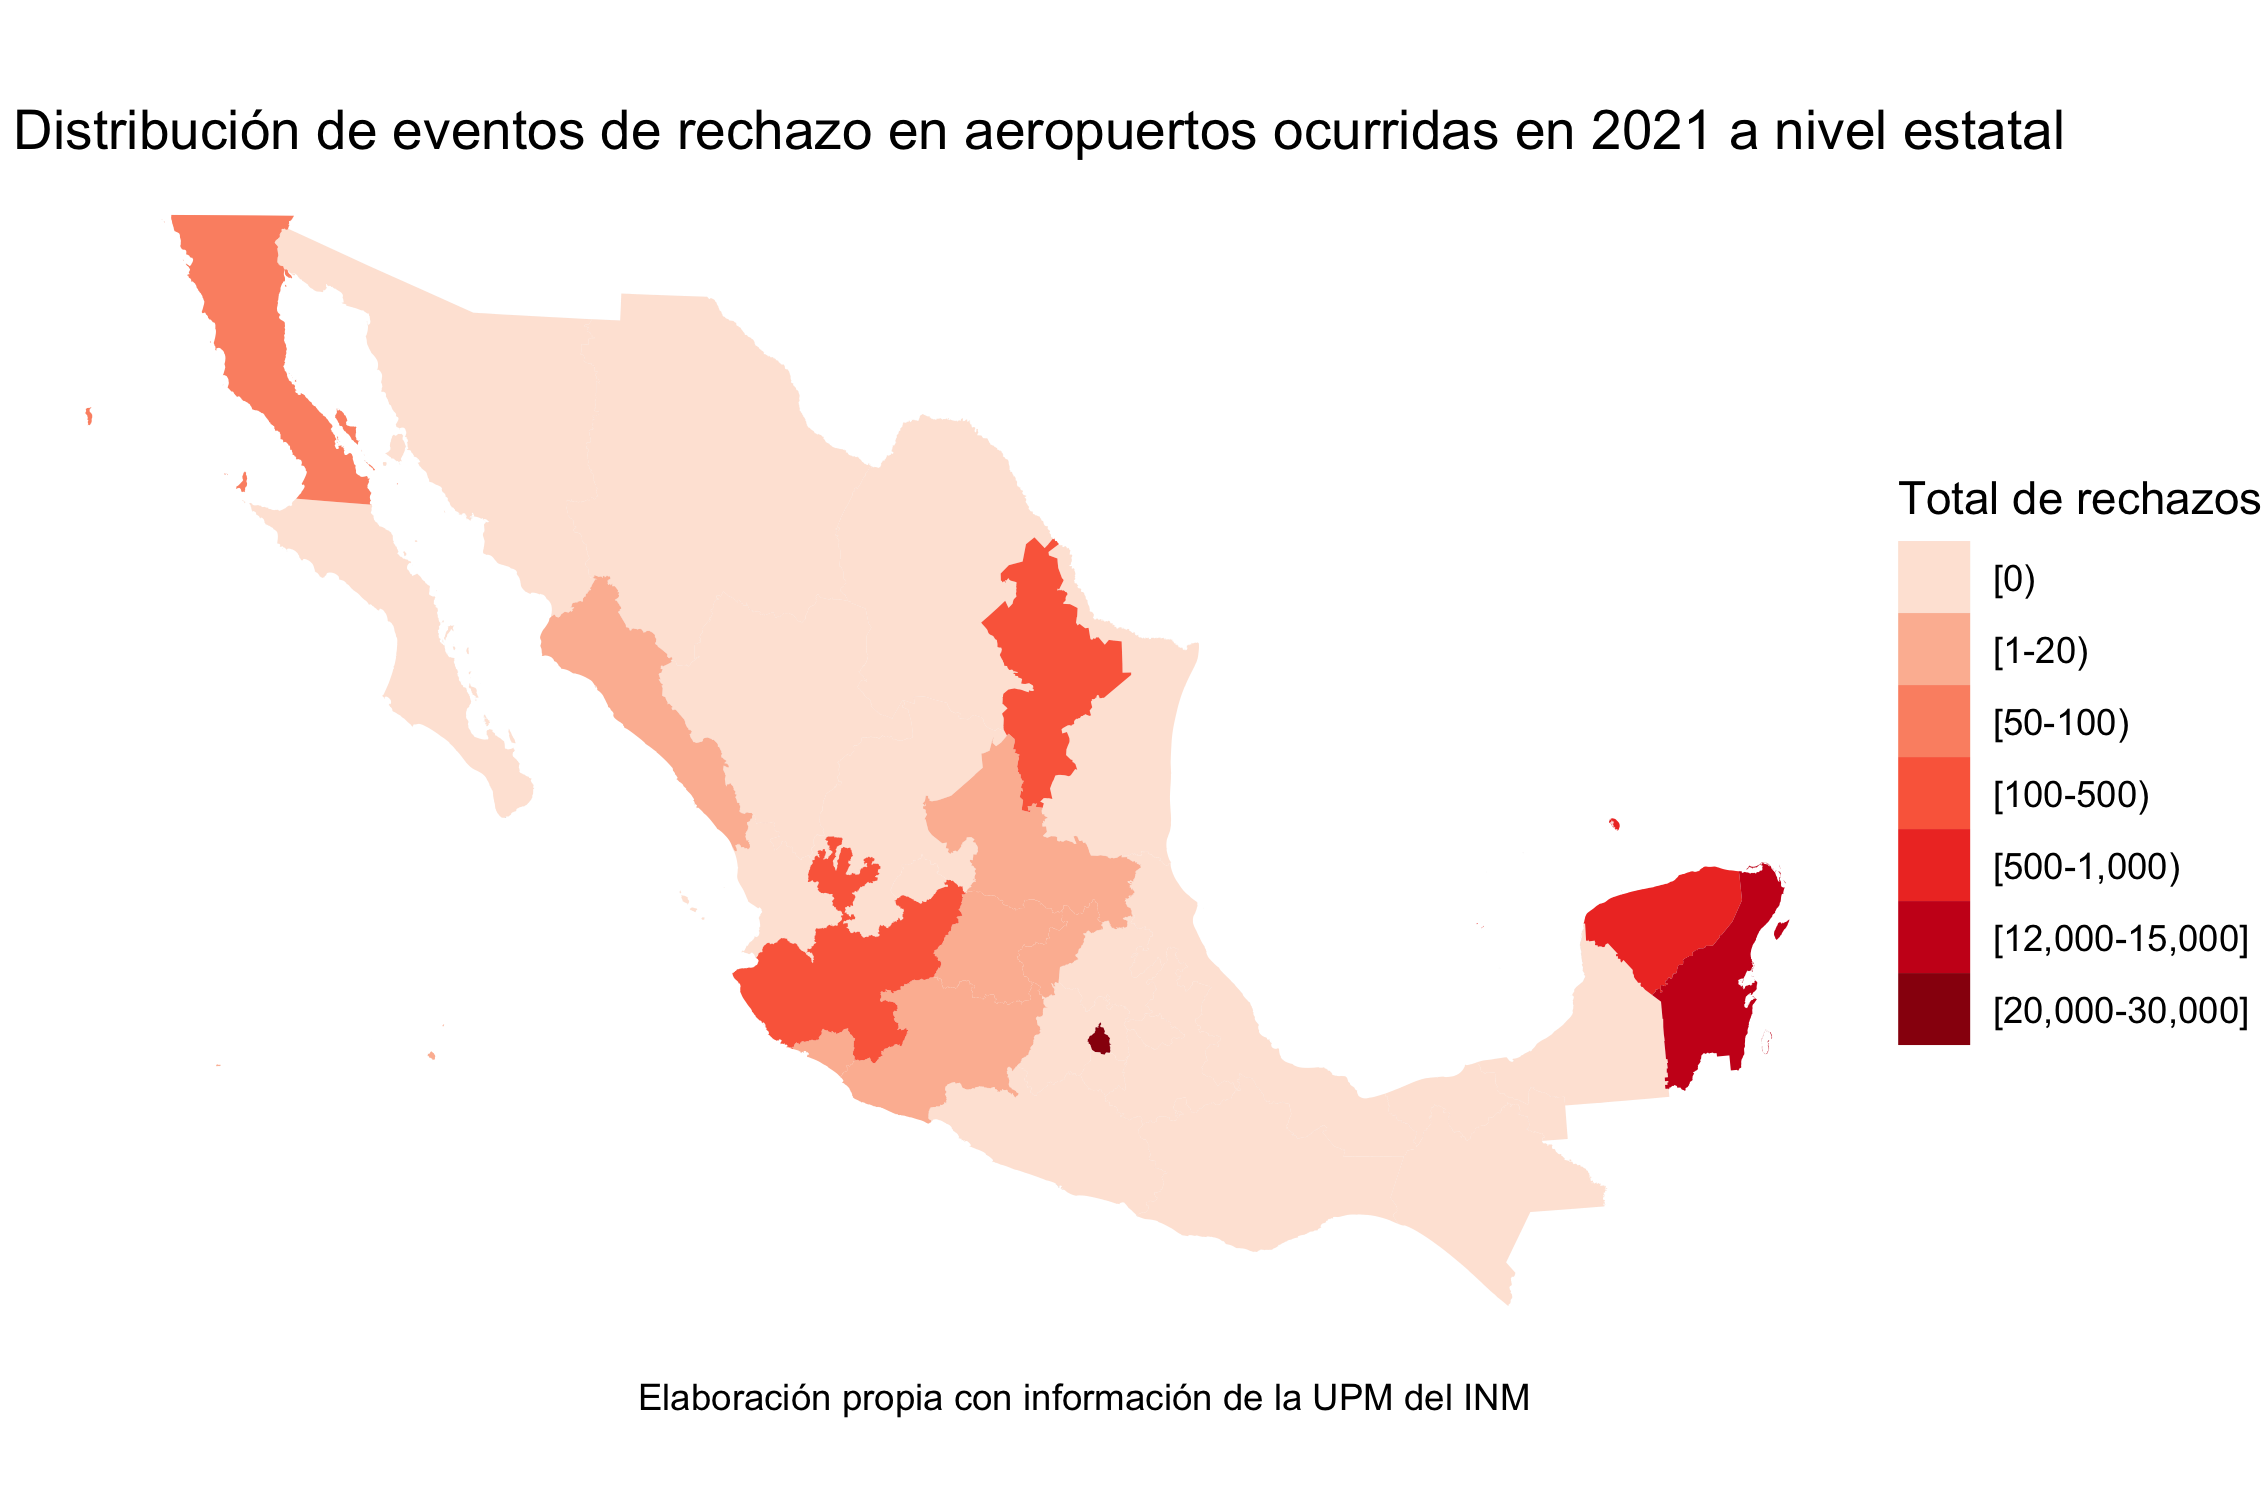 Distribución de eventos de rechazo en aeropuertos ocurridas en 2021 a nivel estatal
Total de rechazos
[0)
[1-20)
[50-100)
[100-500)
[500-1,000)
[12,000-15,000]
[20,000-30,000]
Elaboración propia con información de la UPM del INM